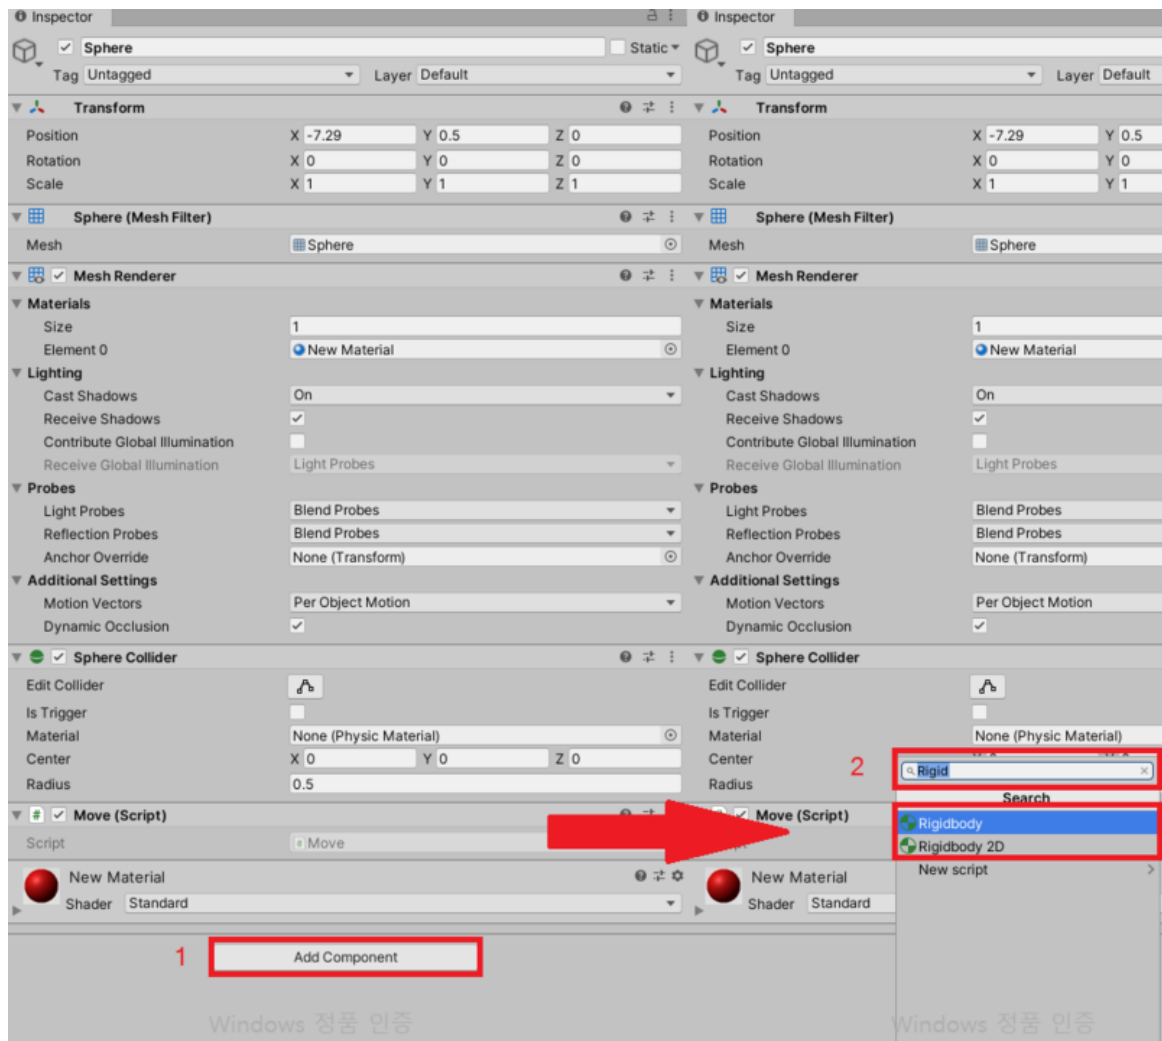 Inspector
Sphere
Static
Tag Untagged Layer Default
Transform
Position X -7.29 Y 0.5 Z 0
Rotation X 0 Y 0 Z 0
Scale X 1 Y 1 Z 1
Sphere (Mesh Filter)
Mesh Sphere
Mesh Renderer
Materials
Size 1
Element 0 New Material
Lighting
Cast Shadows On
Receive Shadows
Contribute Global Illumination
Receive Global Illumination Light Probes
Probes
Light Probes Blend Probes
Reflection Probes Blend Probes
Anchor Override None (Transform)
Additional Settings
Motion Vectors Per Object Motion
Dynamic Occlusion
Sphere Collider
Edit Collider
Is Trigger
Material None (Physic Material)
Center X 0 Y 0 Z 0
Radius 0.5
# Move (Script)
Script Move
New Material
Shader Standard
1 Add Component
Windows 정품 인증
Inspector
Sphere
Tag Untagged Layer Default
Transform
Position X -7.29 Y 0.5
Rotation X 0 Y 0
Scale X 1 Y 1
Sphere (Mesh Filter)
Mesh Sphere
Mesh Renderer
Materials
Size 1
Element 0 New Material
Lighting
Cast Shadows On
Receive Shadows
Contribute Global Illumination
Receive Global Illumination Light Probes
Probes
Light Probes Blend Probes
Reflection Probes Blend Probes
Anchor Override None (Transform)
Additional Settings
Motion Vectors Per Object Motion
Dynamic Occlusion
Sphere Collider
Edit Collider
Is Trigger
Material None (Physic Material)
Center
2 Rigid
Radius
Search
Move (Script)
Rigidbody
Rigidbody 2D
New script
New Material
Shader Standard
Windows 정품 인증